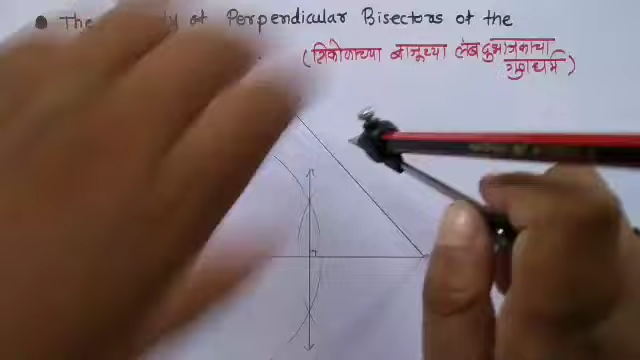 The of Perpendicular Bisectors of the
(त्रिकोणाच्या बाजूच्या लंबदुभाजकाचा
गुणधर्म)